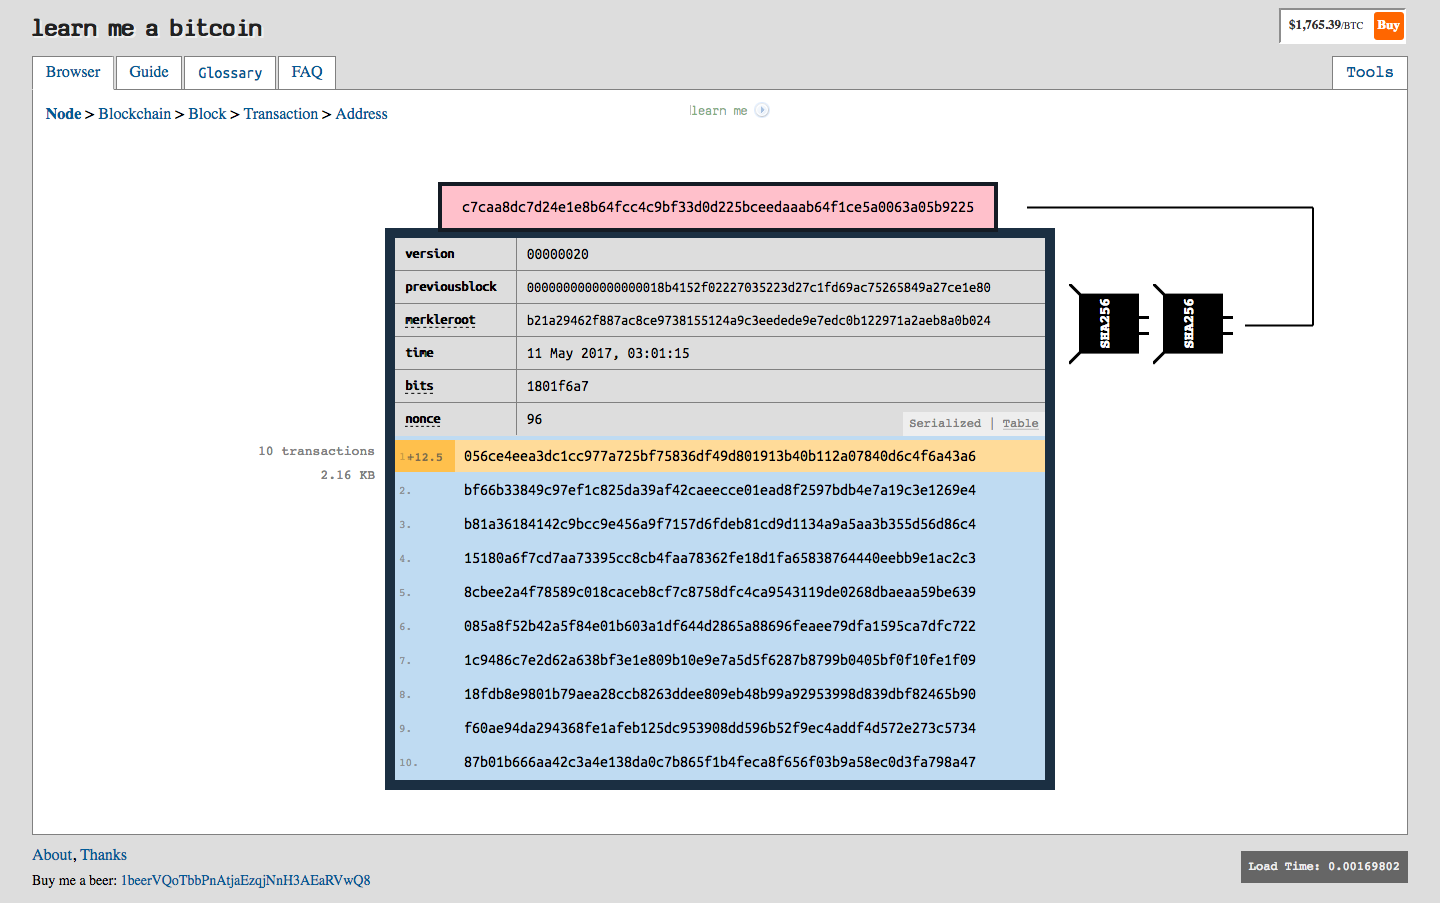 learn me a bitcoin
$1,765.39/BTC Buy
Browser Guide Glossary FAQ Tools
Node > Blockchain > Block > Transaction > Address
learn me
c7caa8dc7d24e1e8b64fcc4c9bf33d0d225bceedaaab64f1ce5a0063a05b9225
version 00000020
previousblock 0000000000000000018b4152f02227035223d27c1fd69ac75265849a27ce1e80
merkleroot b21a29462f887ac8ce9738155124a9c3eedede9e7edc0b122971a2aeb8a0b024
time 11 May 2017, 03:01:15
bits 1801f6a7
nonce 96
Serialized | Table
SHA256 SHA256
10 transactions
2.16 KB
1+12.5 056ce4eea3dc1cc977a725bf75836df49d801913b40b112a07840d6c4f6a43a6
2. bf66b33849c97ef1c825da39af42caeecce01ead8f2597bdb4e7a19c3e1269e4
3. b81a36184142c9bcc9e456a9f7157d6fdeb81cd9d1134a9a5aa3b355d56d86c4
4. 15180a6f7cd7aa73395cc8cb4faa78362fe18d1fa65838764440eebb9e1ac2c3
5. 8cbee2a4f78589c018caceb8cf7c8758dfc4ca9543119de0268dbaeaa59be639
6. 085a8f52b42a5f84e01b603a1df644d2865a88696feaee79dfa1595ca7dfc722
7. 1c9486c7e2d62a638bf3e1e809b10e9e7a5d5f6287b8799b0405bf0f10fe1f09
8. 18fdb8e9801b79aea28ccb8263ddee809eb48b99a92953998d839dbf82465b90
9. f60ae94da294368fe1afeb125dc953908dd596b52f9ec4addf4d572e273c5734
10. 87b01b666aa42c3a4e138da0c7b865f1b4feca8f656f03b9a58ec0d3fa798a47
About, Thanks
Buy me a beer: 1beerVQoTbbPnAtjaEzqjNnH3AEaRVwQ8
Load Time: 0.00169802